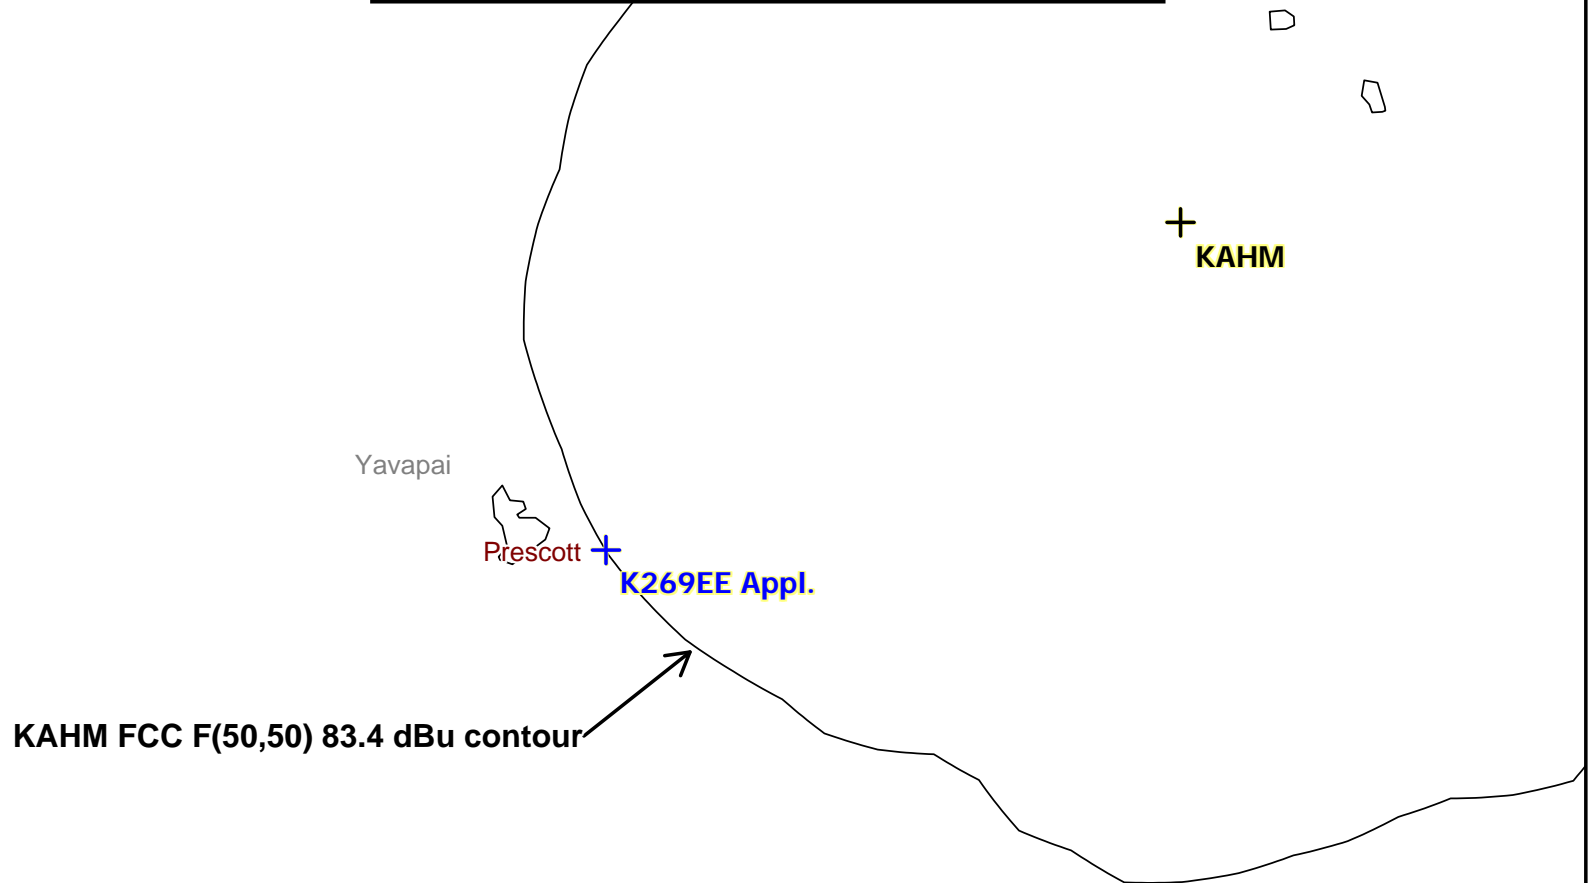 KAHM
Yavapai
Prescott
K269EE Appl.
KAHM FCC F(50,50) 83.4 dBu contour